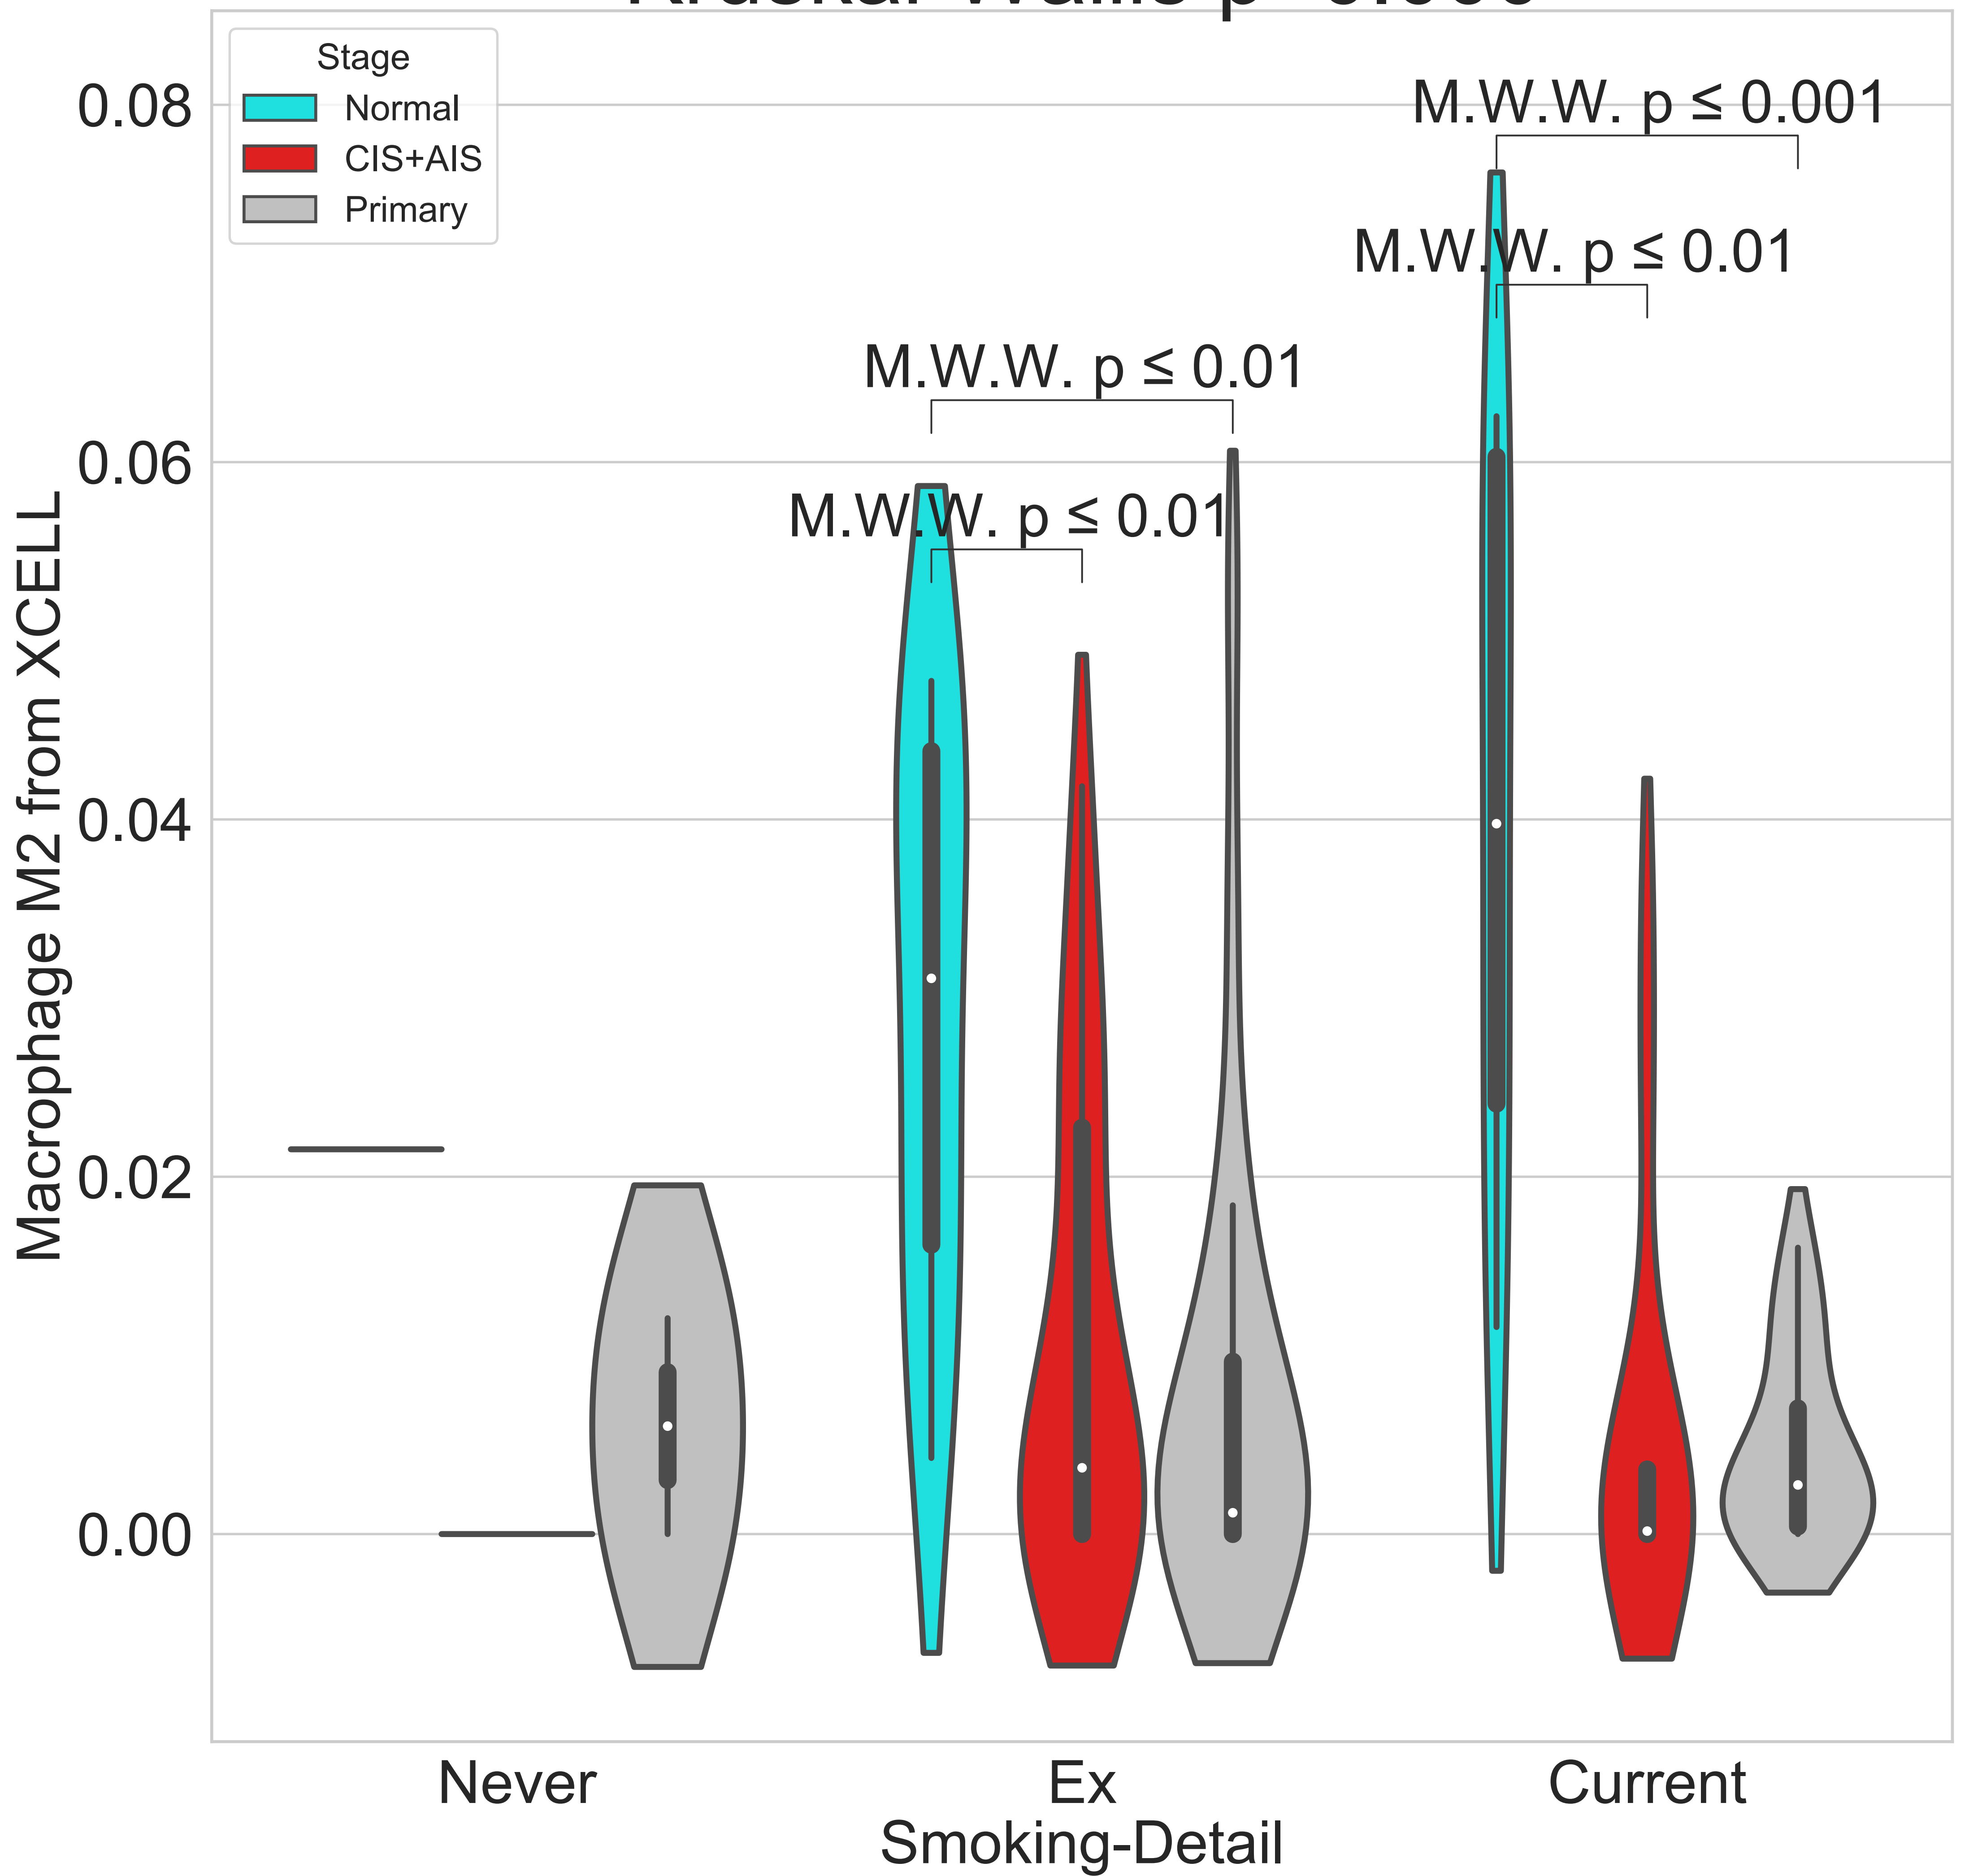 Stage
Normal
CIS+AIS
Primary
M.W.W. p ≤ 0.001
M.W.W. p ≤ 0.01
M.W.W. p ≤ 0.01
M.W.W. p ≤ 0.01
Macrophage M2 from XCELL
0.08
0.06
0.04
0.02
0.00
Never
Ex
Current
Smoking-Detail